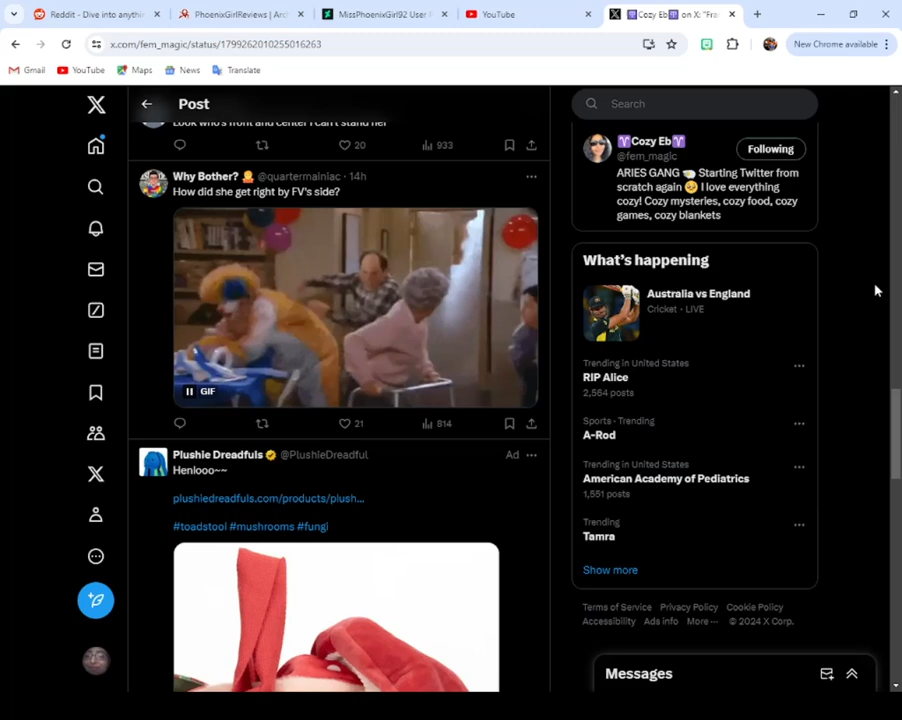 Reddit - Dive into anythin
PhoenixGirlReviews | Arc
MissPhoenixGirl92 User P
YouTube
Cozy Eb on X: "Fra
x.com/fem_magic/status/1799262010255016263
New Chrome available
Gmail
YouTube
Maps
News
Translate
Post
Search
Look who's front and Center I can't stand her
20
933
Why Bother? @quartermainiac · 14h
How did she get right by FV's side?
GIF
21
814
Plushie Dreadfuls @PlushieDreadful
Ad
Henlooo~~
plushiedreadfuls.com/products/plush...
#toadstool #mushrooms #fungi
Cozy Eb
@fem_magic
Following
ARIES GANG Starting Twitter from
scratch again I love everything
cozy! Cozy mysteries, cozy food, cozy
games, cozy blankets
What's happening
Australia vs England
Cricket · LIVE
Trending in United States
RIP Alice
2,564 posts
Sports · Trending
A-Rod
Trending in United States
American Academy of Pediatrics
1,551 posts
Trending
Tamra
Show more
Terms of Service Privacy Policy Cookie Policy
Accessibility Ads info More ··· © 2024 X Corp.
Messages